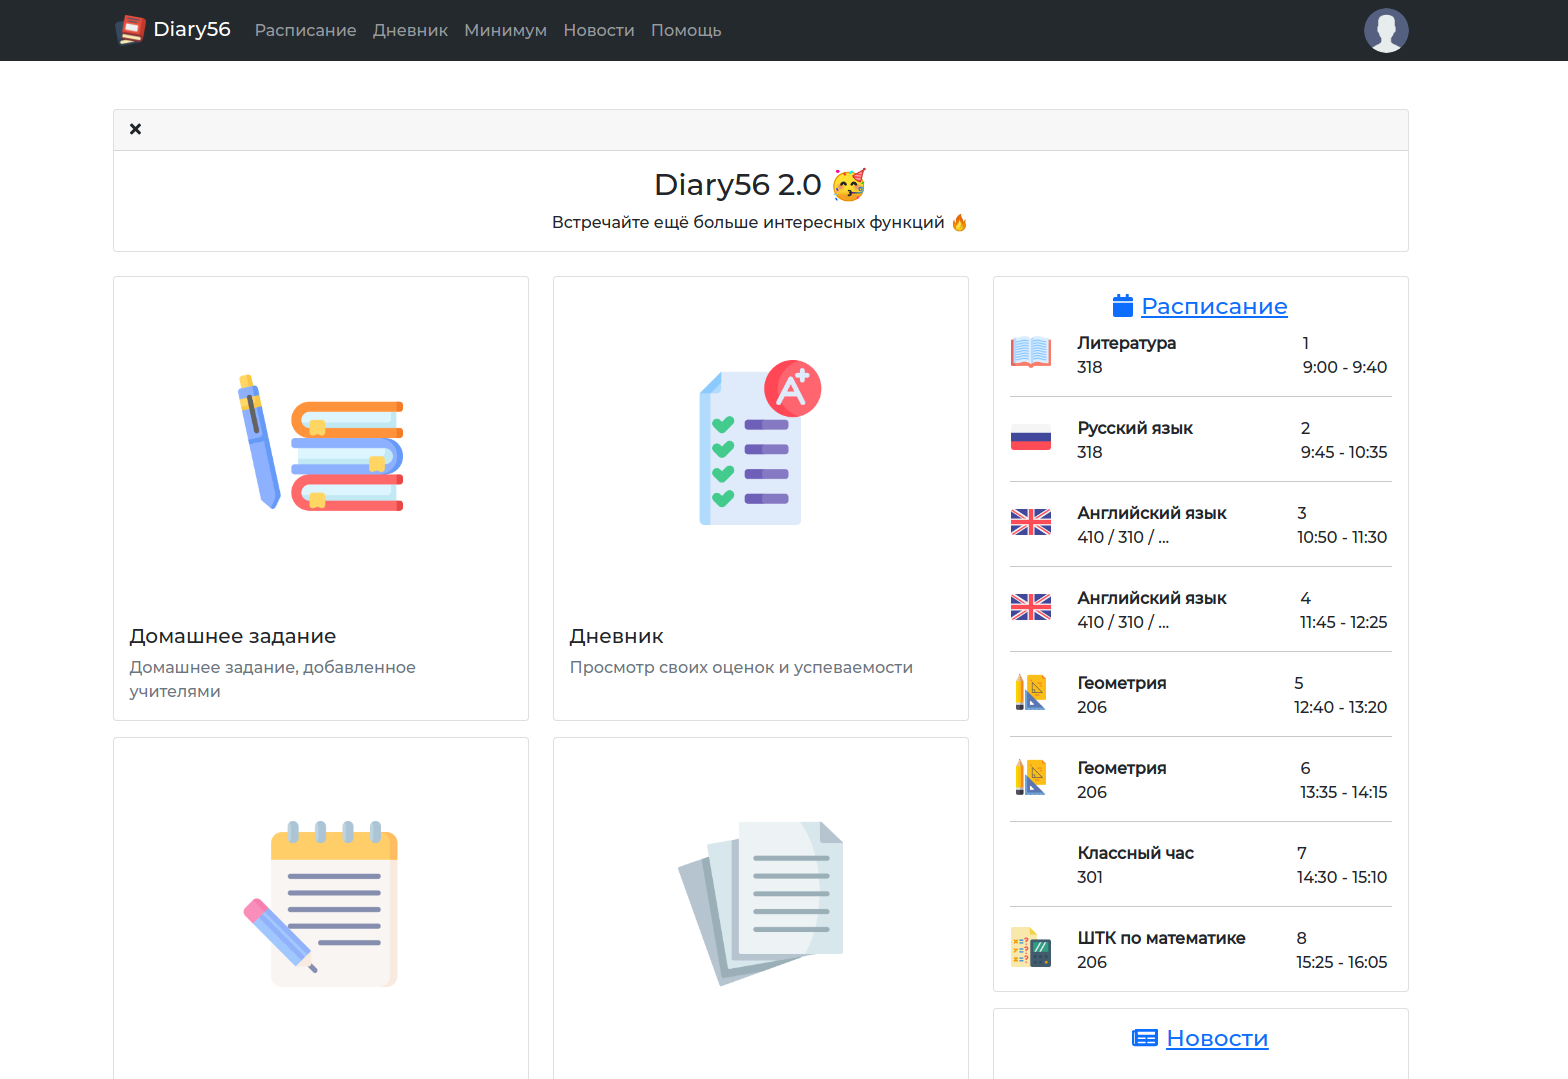 Diary56 Расписание Дневник Минимум Новости Помощь
Diary56 2.0 🥳
Встречайте ещё больше интересных функций 🔥
A+
Домашнее задание
Домашнее задание, добавленное
учителями
Дневник
Просмотр своих оценок и успеваемости
Расписание
Литература 1
318 9:00 - 9:40
Русский язык 2
318 9:45 - 10:35
Английский язык 3
410 / 310 / ... 10:50 - 11:30
Английский язык 4
410 / 310 / ... 11:45 - 12:25
Геометрия 5
206 12:40 - 13:20
Геометрия 6
206 13:35 - 14:15
Классный час 7
301 14:30 - 15:10
ШТК по математике 8
206 15:25 - 16:05
Новости